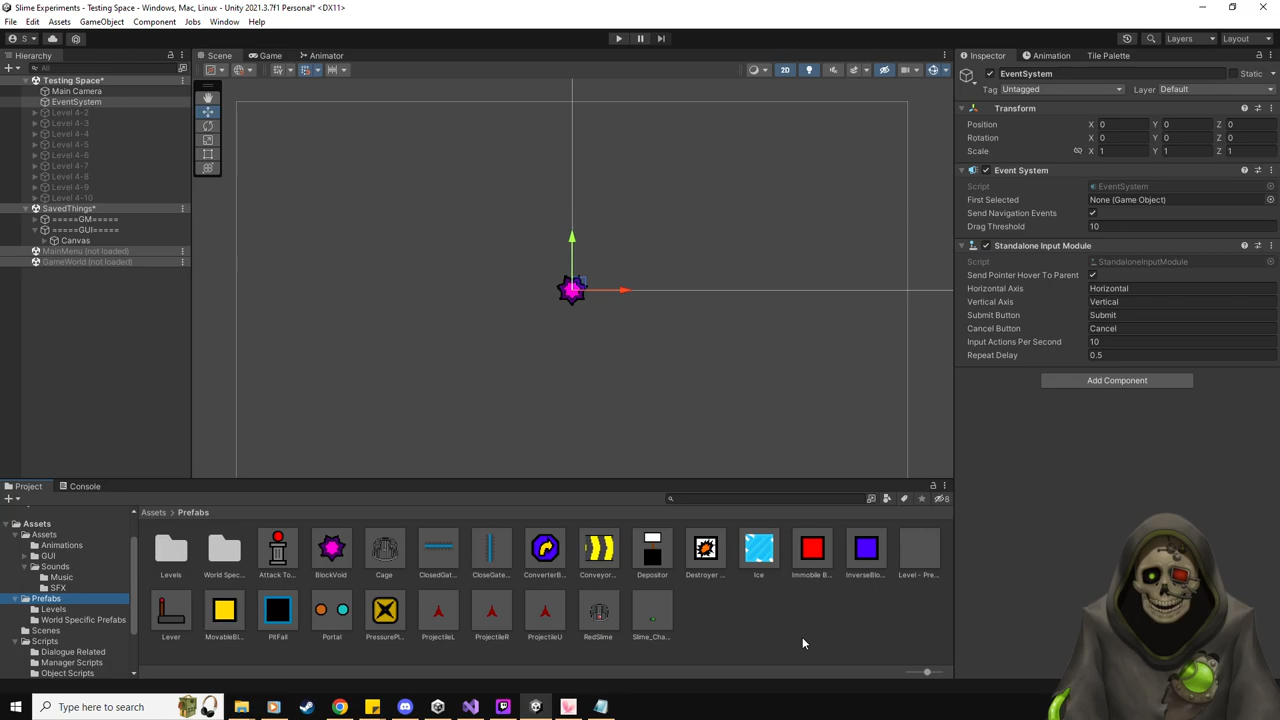 Slime Experiments - Testing Space - Windows, Mac, Linux - Unity 2021.3.7f1 Personal* <DX11>
File Edit Assets GameObject Component Jobs Window Help
S Layers Layout
Hierarchy
All
Testing Space*
Main Camera
EventSystem
Level 4-2
Level 4-3
Level 4-4
Level 4-5
Level 4-6
Level 4-7
Level 4-8
Level 4-9
Level 4-10
SavedThings*
=====GM=====
=====GUI=====
Canvas
MainMenu (not loaded)
GameWorld (not loaded)
Scene Game Animator
2D
Inspector Animation Tile Palette
EventSystem Static
Tag Untagged Layer Default
Transform
Position X 0 Y 0 Z 0
Rotation X 0 Y 0 Z 0
Scale X 1 Y 1 Z 1
Event System
Script EventSystem
First Selected None (Game Object)
Send Navigation Events
Drag Threshold 10
Standalone Input Module
Script StandaloneInputModule
Send Pointer Hover To Parent
Horizontal Axis Horizontal
Vertical Axis Vertical
Submit Button Submit
Cancel Button Cancel
Input Actions Per Second 10
Repeat Delay 0.5
Add Component
Project Console
8
Assets
Assets
Animations
GUI
Sounds
Music
SFX
Prefabs
Levels
World Specific Prefabs
Scenes
Scripts
Dialogue Related
Manager Scripts
Object Scripts
Assets > Prefabs
Levels World Spec... Attack To... BlockVoid Cage ClosedGat... CloseGate... ConverterB... Conveyor... Depositor Destroyer ... Ice Immobile B... InverseBlo... Level - Pre...
Lever MovableBl... PitFall Portal PressurePl... ProjectileL ProjectileR ProjectileU RedSlime Slime_Cha...
Type here to search